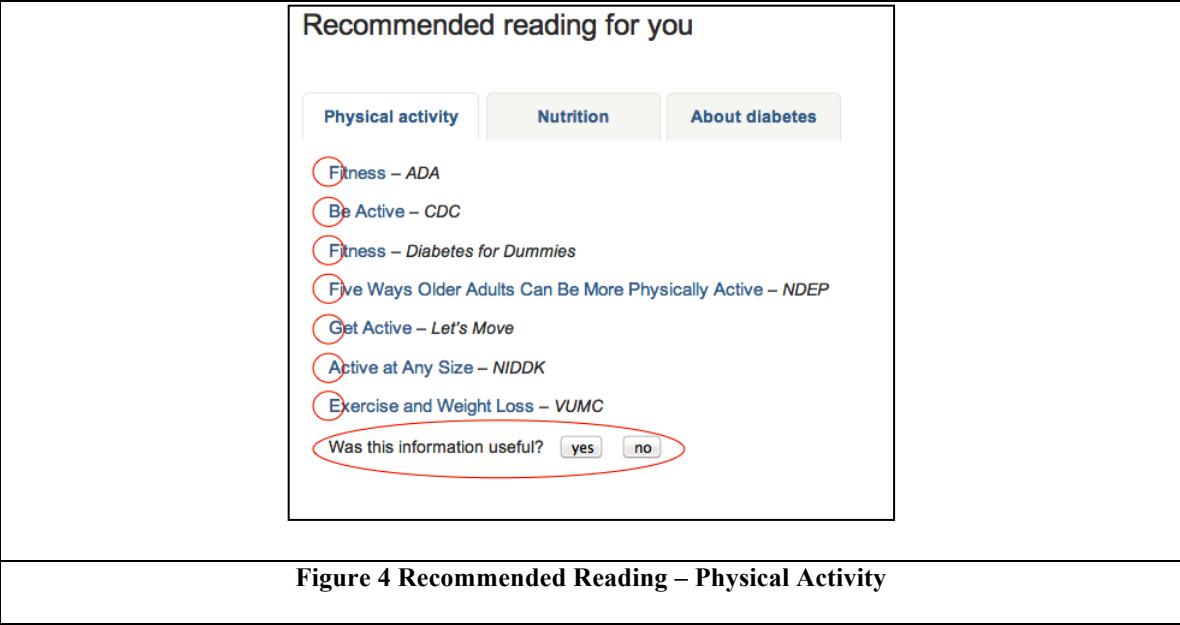 Recommended reading for you
Physical activity Nutrition About diabetes
Fitness – ADA
Be Active – CDC
Fitness – Diabetes for Dummies
Five Ways Older Adults Can Be More Physically Active – NDEP
Get Active – Let's Move
Active at Any Size – NIDDK
Exercise and Weight Loss – VUMC
Was this information useful? yes no
Figure 4 Recommended Reading – Physical Activity